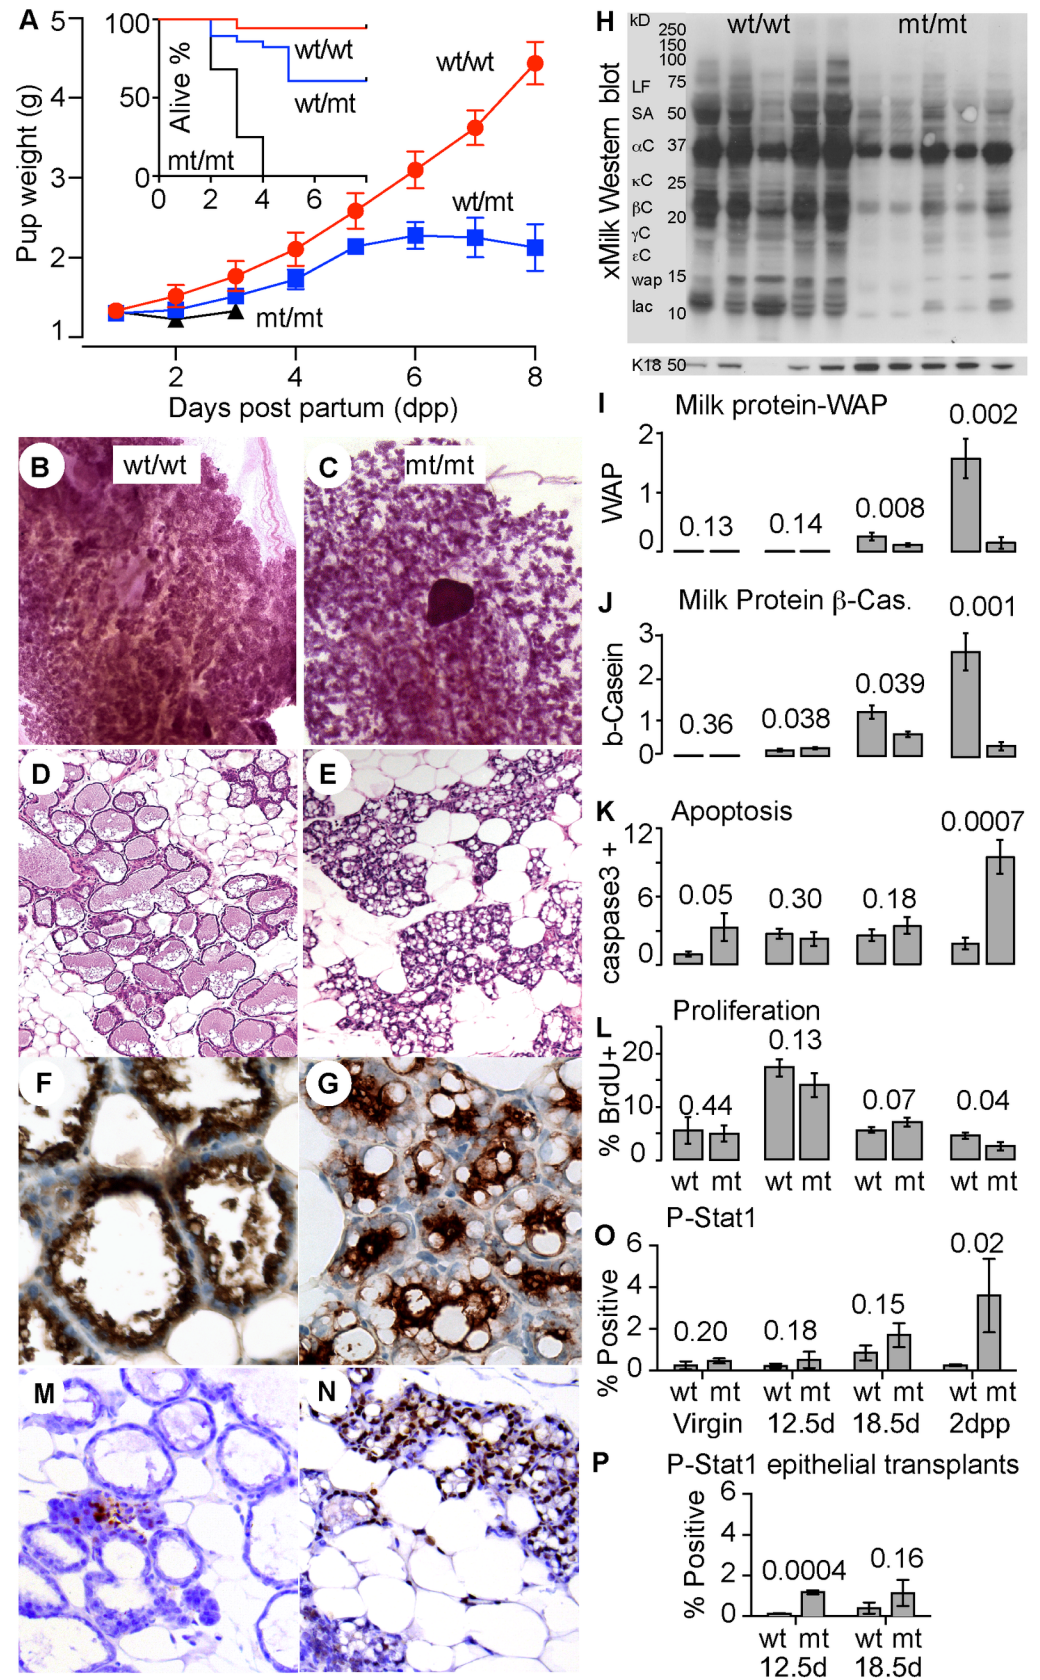 A
5
4
3
2
1
Pup weight (g)
100
50
0
Alive %
0 2 4 6
wt/wt
wt/mt
mt/mt
wt/wt
wt/mt
mt/mt
2 4 6 8
Days post partum (dpp)
B wt/wt
C mt/mt
D
E
F
G
M
N
H kD wt/wt mt/mt
xMilk Western blot
250
150
100
75
LF
SA 50
αC 37
κC 25
βC
20
γC
εC
wap 15
lac 10
K18 50
I Milk protein-WAP
WAP
2
1
0
0.13 0.14 0.008 0.002
J Milk Protein β-Cas.
b-Casein
3
2
1
0
0.36 0.038 0.039 0.001
K Apoptosis
caspase3 +
12
6
0
0.05 0.30 0.18 0.0007
L Proliferation
% BrdU+
20
10
0
0.44 0.13 0.07 0.04
wt mt wt mt wt mt wt mt
O P-Stat1
% Positive
6
4
2
0
0.20 0.18 0.15 0.02
wt mt wt mt wt mt wt mt
Virgin 12.5d 18.5d 2dpp
P P-Stat1 epithelial transplants
% Positive
6
4
2
0
0.0004 0.16
wt mt wt mt
12.5d 18.5d